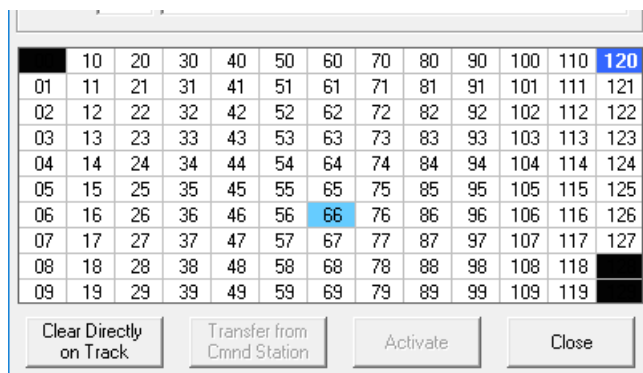 10 20 30 40 50 60 70 80 90 100 110 120
01 11 21 31 41 51 61 71 81 91 101 111 121
02 12 22 32 42 52 62 72 82 92 102 112 122
03 13 23 33 43 53 63 73 83 93 103 113 123
04 14 24 34 44 54 64 74 84 94 104 114 124
05 15 25 35 45 55 65 75 85 95 105 115 125
06 16 26 36 46 56 66 76 86 96 106 116 126
07 17 27 37 47 57 67 77 87 97 107 117 127
08 18 28 38 48 58 68 78 88 98 108 118
09 19 29 39 49 59 69 79 89 99 109 119
Clear Directly
on Track
Transfer from
Cmnd Station
Activate
Close